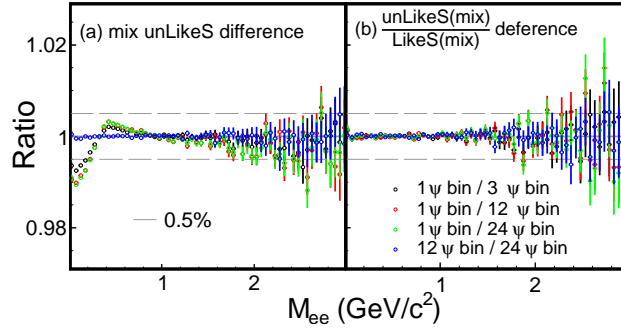 (a) mix unLikeS difference
(b) unLikeS(mix)
LikeS(mix)
deference
1.02
1
0.98
Ratio
0.5%
1 ψ bin / 3 ψ bin
1 ψ bin / 12 ψ bin
1 ψ bin / 24 ψ bin
12 ψ bin / 24 ψ bin
1 2 1 2
M_ee (GeV/c²)